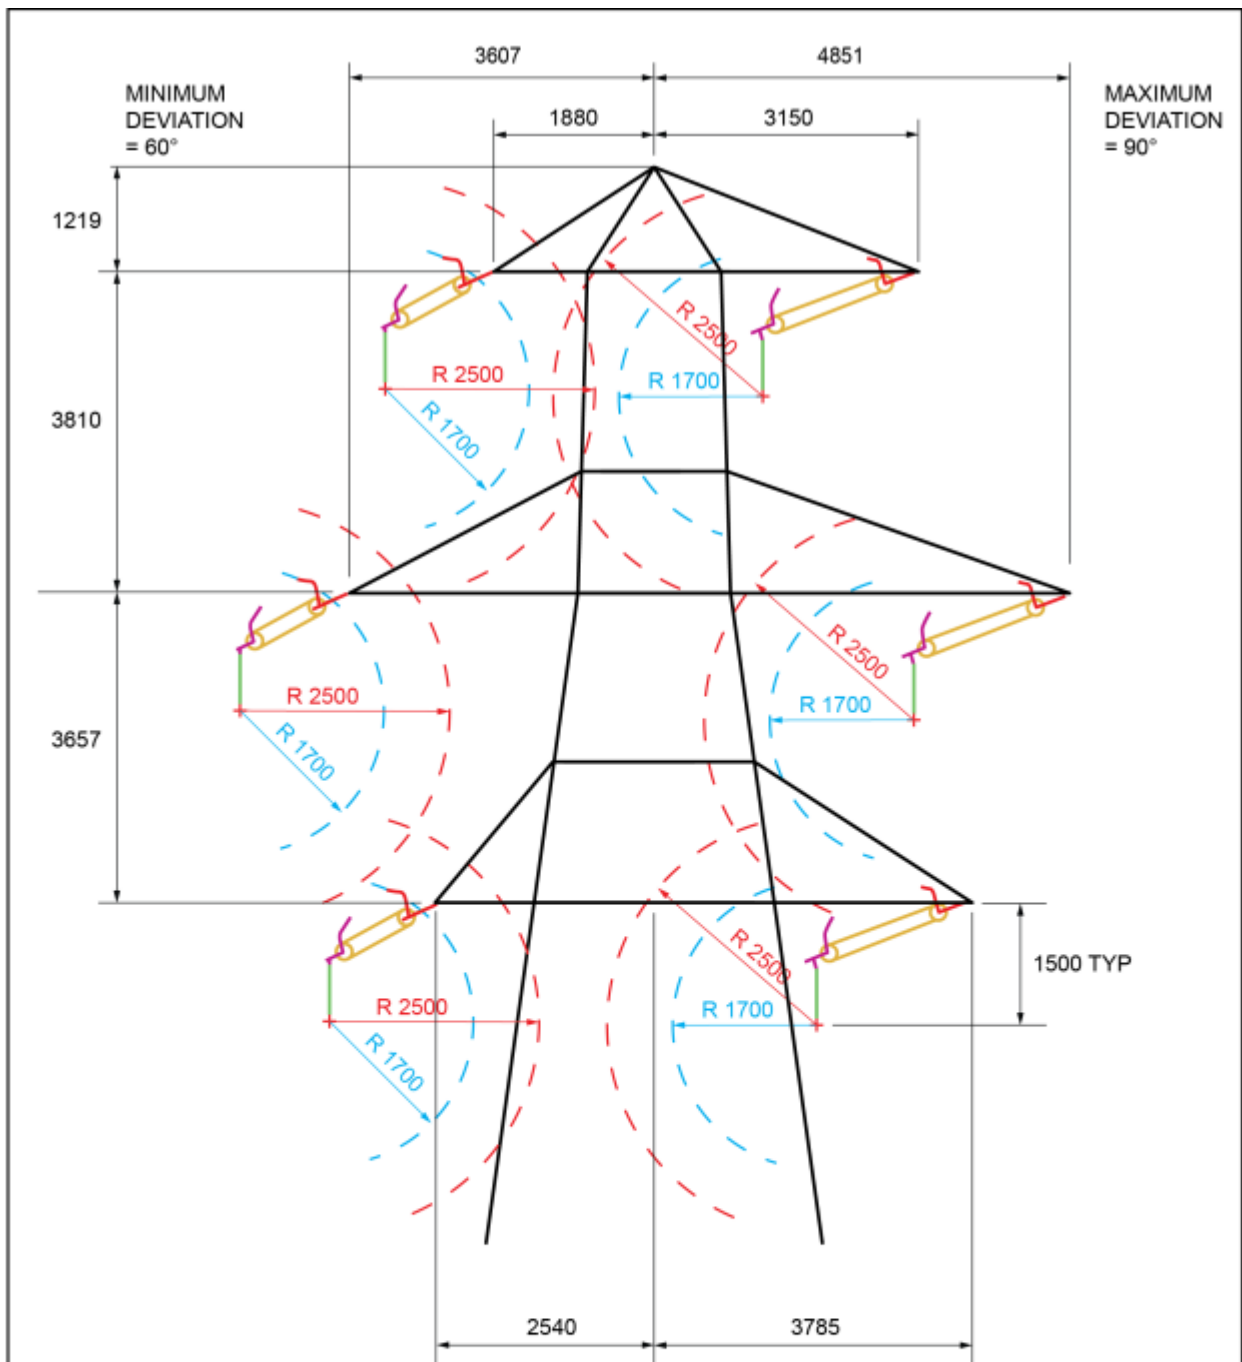 3607
4851
MINIMUM
DEVIATION
= 60°
MAXIMUM
DEVIATION
= 90°
1880
3150
1219
R 2500
R 2500
R 1700
R 1700
3810
R 2500
R 2500
R 1700
R 1700
3657
R 2500
R 2500
R 1700
R 1700
1500 TYP
2540
3785